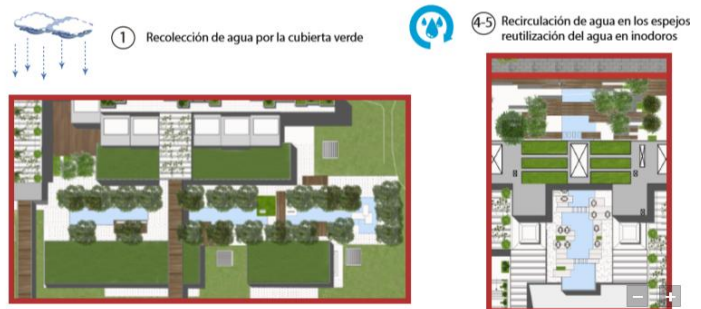 1 Recolección de agua por la cubierta verde
4-5 Recirculación de agua en los espejos
reutilización del agua en inodoros